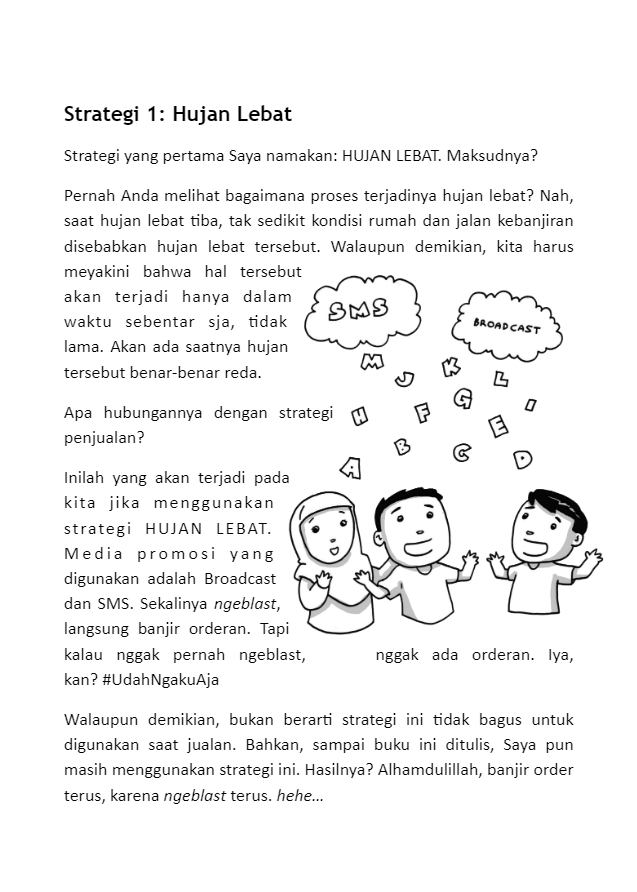 Strategi 1: Hujan Lebat
Strategi yang pertama Saya namakan: HUJAN LEBAT. Maksudnya?
Pernah Anda melihat bagaimana proses terjadinya hujan lebat? Nah,
saat hujan lebat tiba, tak sedikit kondisi rumah dan jalan kebanjiran
disebabkan hujan lebat tersebut. Walaupun demikian, kita harus
meyakini bahwa hal tersebut
akan terjadi hanya dalam
waktu sebentar sja, tidak
lama. Akan ada saatnya hujan
tersebut benar-benar reda.
Apa hubungannya dengan strategi
penjualan?
Inilah yang akan terjadi pada
kita jika menggunakan
strategi HUJAN LEBAT.
Media promosi yang
digunakan adalah Broadcast
dan SMS. Sekalinya ngeblast,
langsung banjir orderan. Tapi
kalau nggak pernah ngeblast, nggak ada orderan. Iya,
kan? #UdahNgakuAja
SMS
BROADCAST
M J K L
H F G I
A B C E D
Walaupun demikian, bukan berarti strategi ini tidak bagus untuk
digunakan saat jualan. Bahkan, sampai buku ini ditulis, Saya pun
masih menggunakan strategi ini. Hasilnya? Alhamdulillah, banjir order
terus, karena ngeblast terus. hehe...